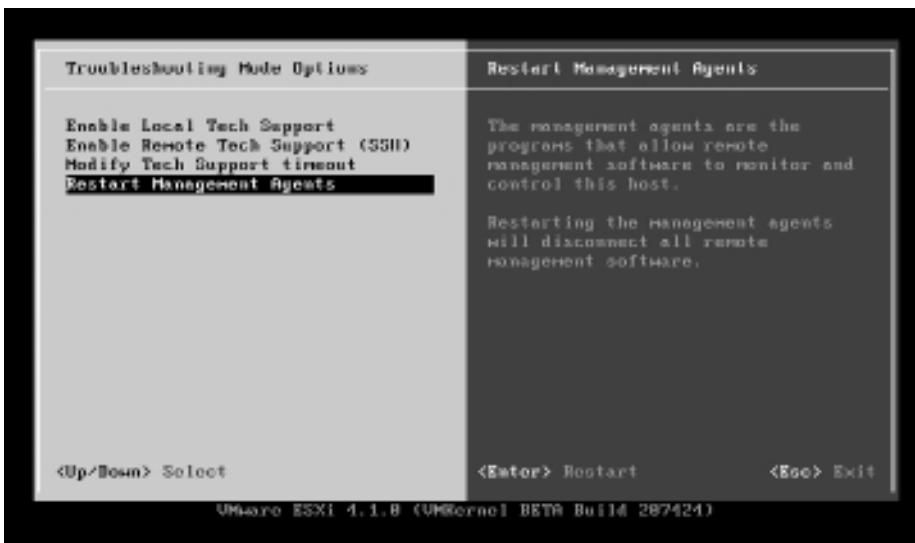 Troubleshooting Mode Options
Enable Local Tech Support
Enable Remote Tech Support (SSH)
Modify Tech Support timeout
Restart Management Agents
<Up/Down> Select
Restart Management Agents
The management agents are the
programs that allow remote
management software to monitor and
control this host.
Restarting the management agents
will disconnect all remote
management software.
<Enter> Restart
<Esc> Exit
VMware ESXi 4.1.0 (VMKernel BETA Build 207424)